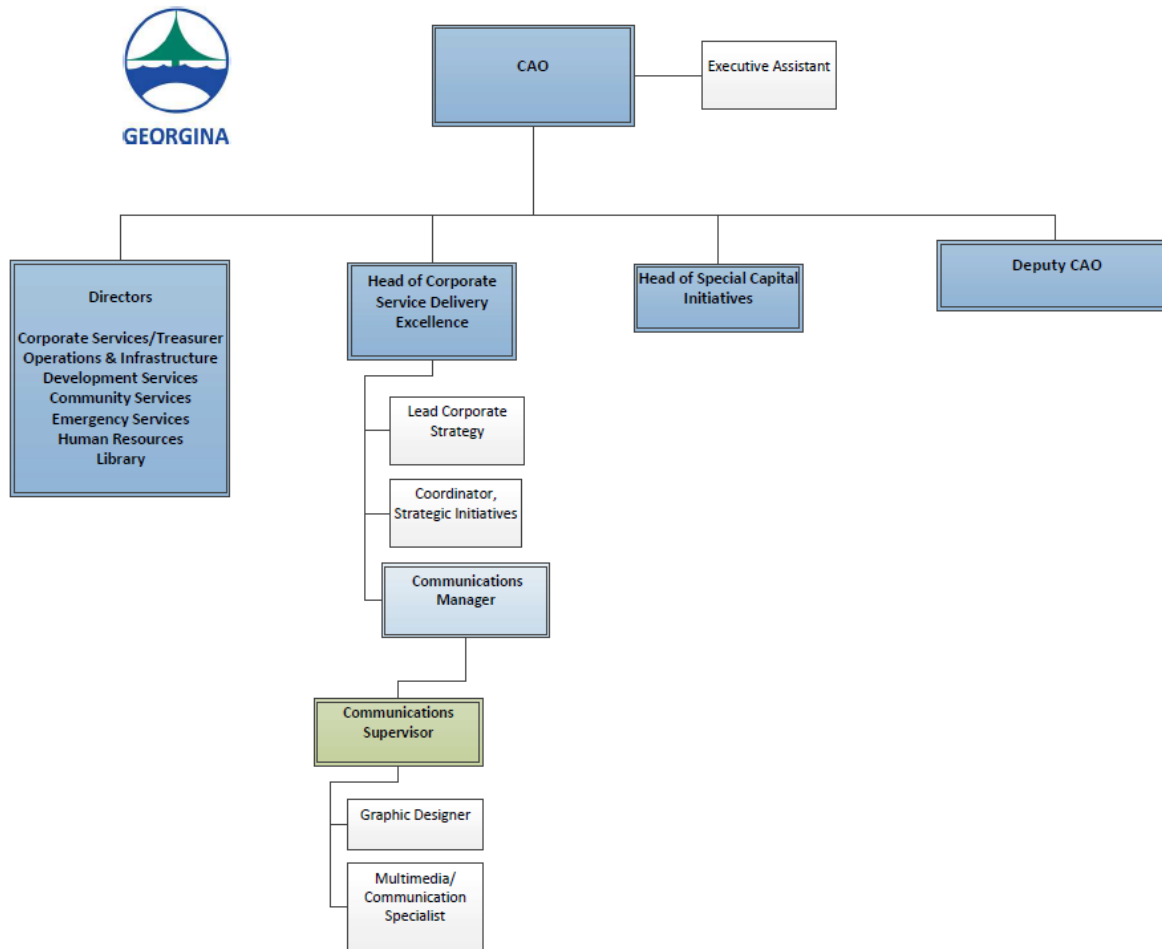 GEORGINA
CAO
Executive Assistant
Directors
Corporate Services/Treasurer
Operations & Infrastructure
Development Services
Community Services
Emergency Services
Human Resources
Library
Head of Corporate
Service Delivery
Excellence
Head of Special Capital
Initiatives
Deputy CAO
Lead Corporate
Strategy
Coordinator,
Strategic Initiatives
Communications
Manager
Communications
Supervisor
Graphic Designer
Multimedia/
Communication
Specialist